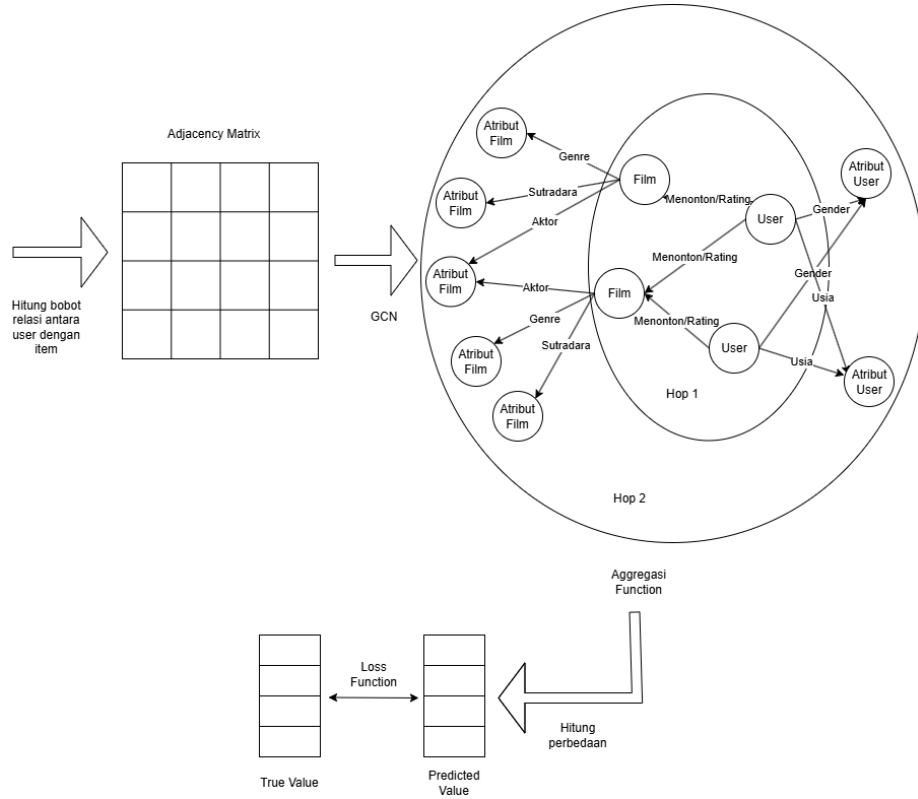 Adjacency Matrix
Hitung bobot
relasi antara
user dengan
item
GCN
Atribut
Film
Genre
Atribut
Film
Sutradara
Film
Aktor
Atribut
Film
Aktor
Film
Genre
Atribut
Film
Sutradara
Atribut
Film
Menonton/Rating
User
Menonton/Rating
Menonton/Rating
User
Hop 1
Gender
Atribut
User
Gender
Usia
Usia
Atribut
User
Hop 2
Aggregasi
Function
Hitung
perbedaan
Loss
Function
True Value
Predicted
Value